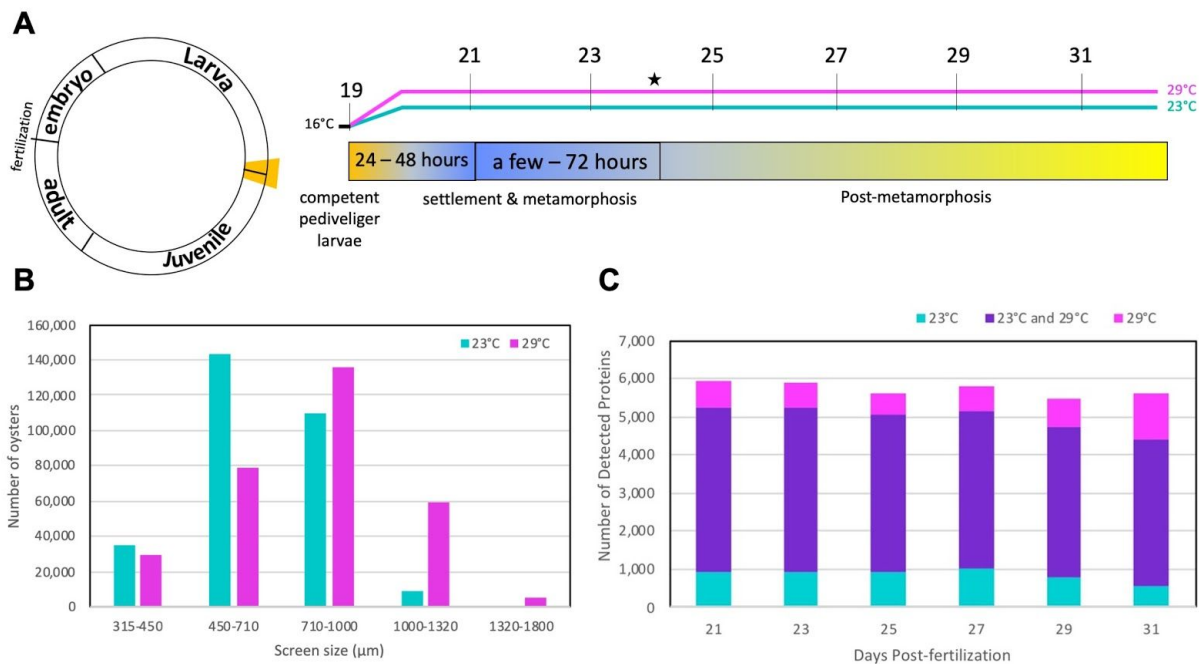 A
Larva
embryo
fertilization
adult
Juvenile
21 23 25 27 29 31
19
29°C
23°C
16°C
24 – 48 hours
a few – 72 hours
competent
pediveliger
larvae
settlement & metamorphosis
Post-metamorphosis
B
23°C 29°C
160,000
140,000
120,000
100,000
80,000
60,000
40,000
20,000
0
Number of oysters
315-450 450-710 710-1000 1000-1320 1320-1800
Screen size (µm)
C
23°C 23°C and 29°C 29°C
7,000
6,000
5,000
4,000
3,000
2,000
1,000
0
Number of Detected Proteins
21 23 25 27 29 31
Days Post-fertilization